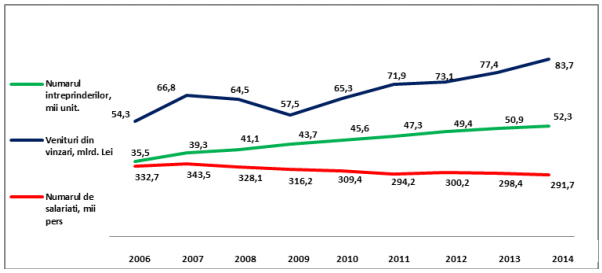 Numarul
intreprinderilor,
mii unit.
Venituri din
vinzari, mlrd. Lei
Numarul de
salariati, mii
pers
54,3 66,8 64,5 57,5 65,3 71,9 73,1 77,4 83,7
35,5 39,3 41,1 43,7 45,6 47,3 49,4 50,9 52,3
332,7 343,5 328,1 316,2 309,4 294,2 300,2 298,4 291,7
2006 2007 2008 2009 2010 2011 2012 2013 2014